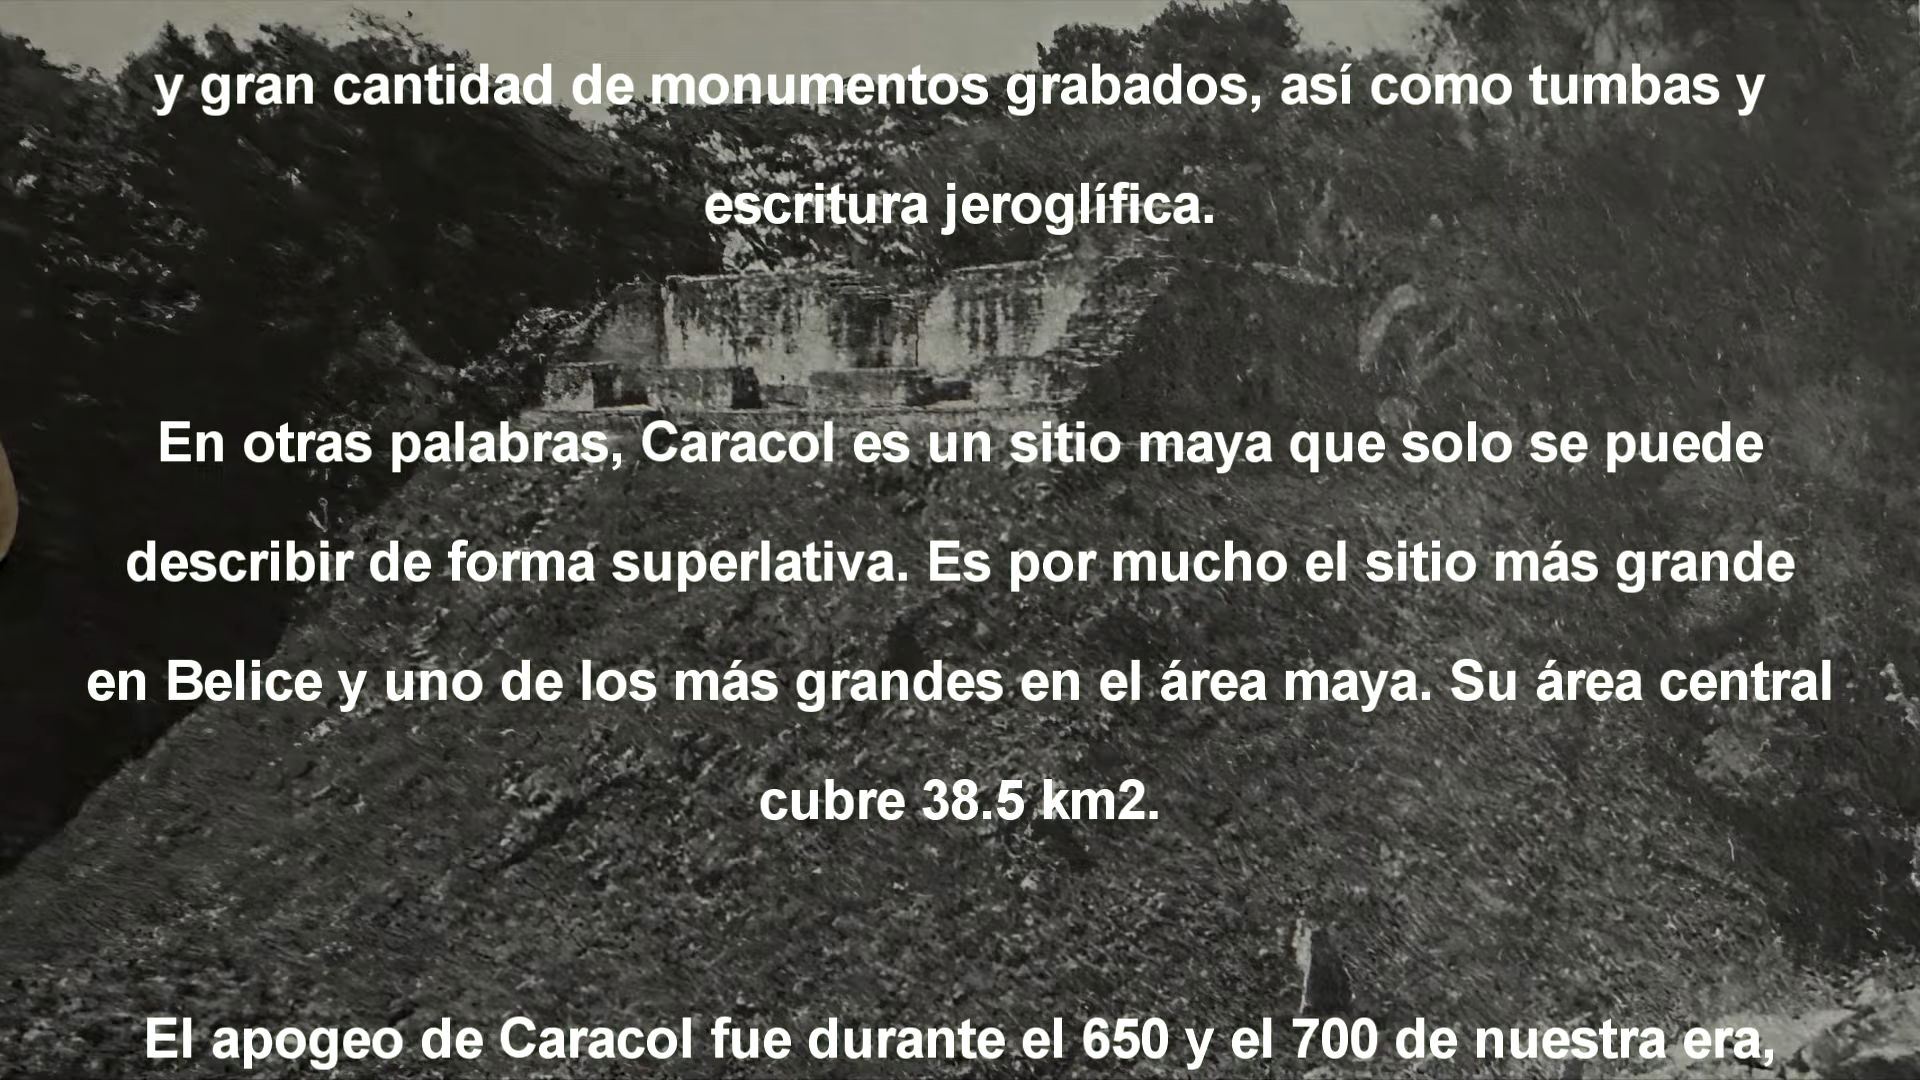 y gran cantidad de monumentos grabados, así como tumbas y
escritura jeroglífica.
En otras palabras, Caracol es un sitio maya que solo se puede
describir de forma superlativa. Es por mucho el sitio más grande
en Belice y uno de los más grandes en el área maya. Su área central
cubre 38.5 km2.
El apogeo de Caracol fue durante el 650 y el 700 de nuestra era,